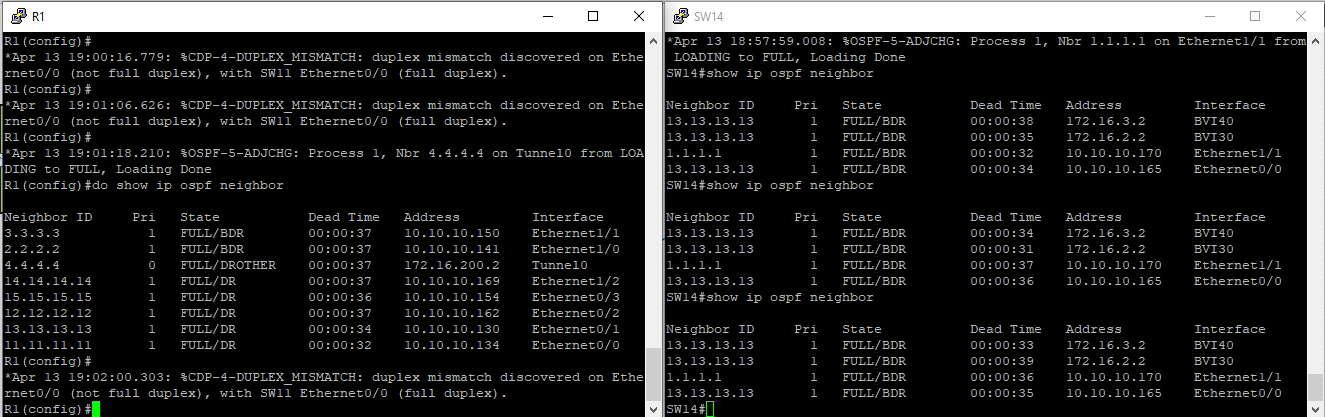 R1
R1(config)#
*Apr 13 19:00:16.779: %CDP-4-DUPLEX_MISMATCH: duplex mismatch discovered on Ethe
rnet0/0 (not full duplex), with SW11 Ethernet0/0 (full duplex).
R1(config)#
*Apr 13 19:01:06.626: %CDP-4-DUPLEX_MISMATCH: duplex mismatch discovered on Ethe
rnet0/0 (not full duplex), with SW11 Ethernet0/0 (full duplex).
R1(config)#
*Apr 13 19:01:18.210: %OSPF-5-ADJCHG: Process 1, Nbr 4.4.4.4 on Tunnel0 from LOA
DING to FULL, Loading Done
R1(config)#do show ip ospf neighbor
Neighbor ID     Pri   State           Dead Time   Address         Interface
3.3.3.3           1   FULL/BDR        00:00:37    10.10.10.150    Ethernet1/1
2.2.2.2           1   FULL/BDR        00:00:37    10.10.10.141    Ethernet1/0
4.4.4.4           0   FULL/DROTHER    00:00:37    172.16.200.2    Tunnel0
14.14.14.14       1   FULL/DR         00:00:37    10.10.10.169    Ethernet1/2
15.15.15.15       1   FULL/DR         00:00:36    10.10.10.154    Ethernet0/3
12.12.12.12       1   FULL/DR         00:00:37    10.10.10.162    Ethernet0/2
13.13.13.13       1   FULL/DR         00:00:34    10.10.10.130    Ethernet0/1
11.11.11.11       1   FULL/DR         00:00:32    10.10.10.134    Ethernet0/0
R1(config)#
*Apr 13 19:02:00.303: %CDP-4-DUPLEX_MISMATCH: duplex mismatch discovered on Ethe
rnet0/0 (not full duplex), with SW11 Ethernet0/0 (full duplex).
R1(config)#
SW14
*Apr 13 18:57:59.008: %OSPF-5-ADJCHG: Process 1, Nbr 1.1.1.1 on Ethernet1/1 from
 LOADING to FULL, Loading Done
SW14#show ip ospf neighbor
Neighbor ID     Pri   State           Dead Time   Address         Interface
13.13.13.13       1   FULL/BDR        00:00:38    172.16.3.2      BVI40
13.13.13.13       1   FULL/BDR        00:00:35    172.16.2.2      BVI30
1.1.1.1           1   FULL/BDR        00:00:32    10.10.10.170    Ethernet1/1
13.13.13.13       1   FULL/BDR        00:00:34    10.10.10.165    Ethernet0/0
SW14#show ip ospf neighbor
Neighbor ID     Pri   State           Dead Time   Address         Interface
13.13.13.13       1   FULL/BDR        00:00:34    172.16.3.2      BVI40
13.13.13.13       1   FULL/BDR        00:00:31    172.16.2.2      BVI30
1.1.1.1           1   FULL/BDR        00:00:37    10.10.10.170    Ethernet1/1
13.13.13.13       1   FULL/BDR        00:00:36    10.10.10.165    Ethernet0/0
SW14#show ip ospf neighbor
Neighbor ID     Pri   State           Dead Time   Address         Interface
13.13.13.13       1   FULL/BDR        00:00:33    172.16.3.2      BVI40
13.13.13.13       1   FULL/BDR        00:00:39    172.16.2.2      BVI30
1.1.1.1           1   FULL/BDR        00:00:36    10.10.10.170    Ethernet1/1
13.13.13.13       1   FULL/BDR        00:00:35    10.10.10.165    Ethernet0/0
SW14#